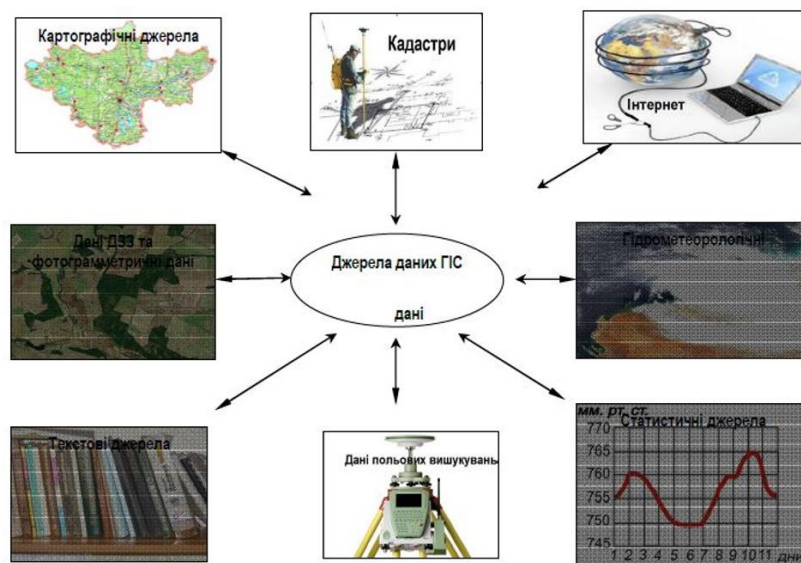 Картографічні джерела
Кадастри
Інтернет
Дані ДЗЗ та
фотограмметричні дані
Джерела даних ГІС
дані
Гідрометеорологічні
Текстові джерела
Дані польових вишукувань
мм. рт. ст.
Статистичні джерела
770
765
760
755
750
745
1 2 3 4 5 6 7 8 9 10 11 дни